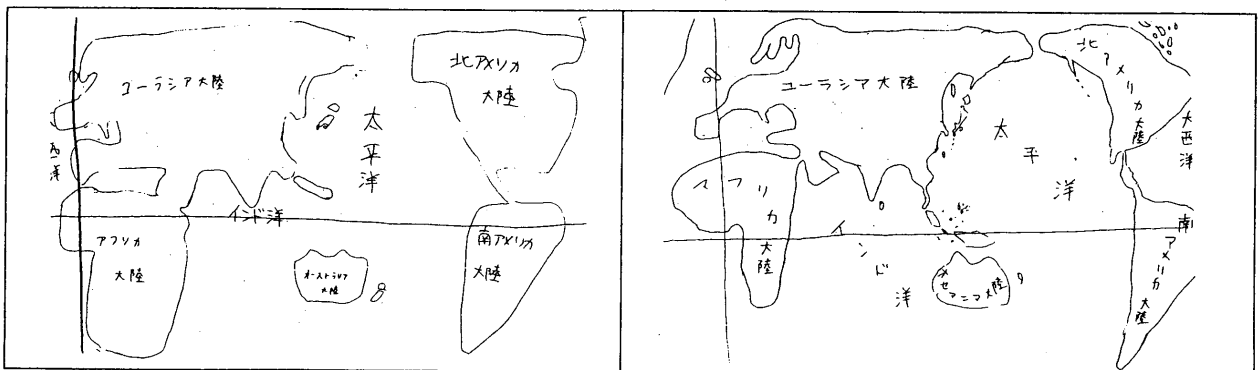 ユーラシア大陸
北アメリカ
大陸
太平洋
インド洋
アフリカ
大陸
オーストラリア
大陸
南アメリカ
大陸
ユーラシア大陸
北アメリカ大陸
太平洋
大西洋
アフリカ大陸
インド洋
南アメリカ大陸